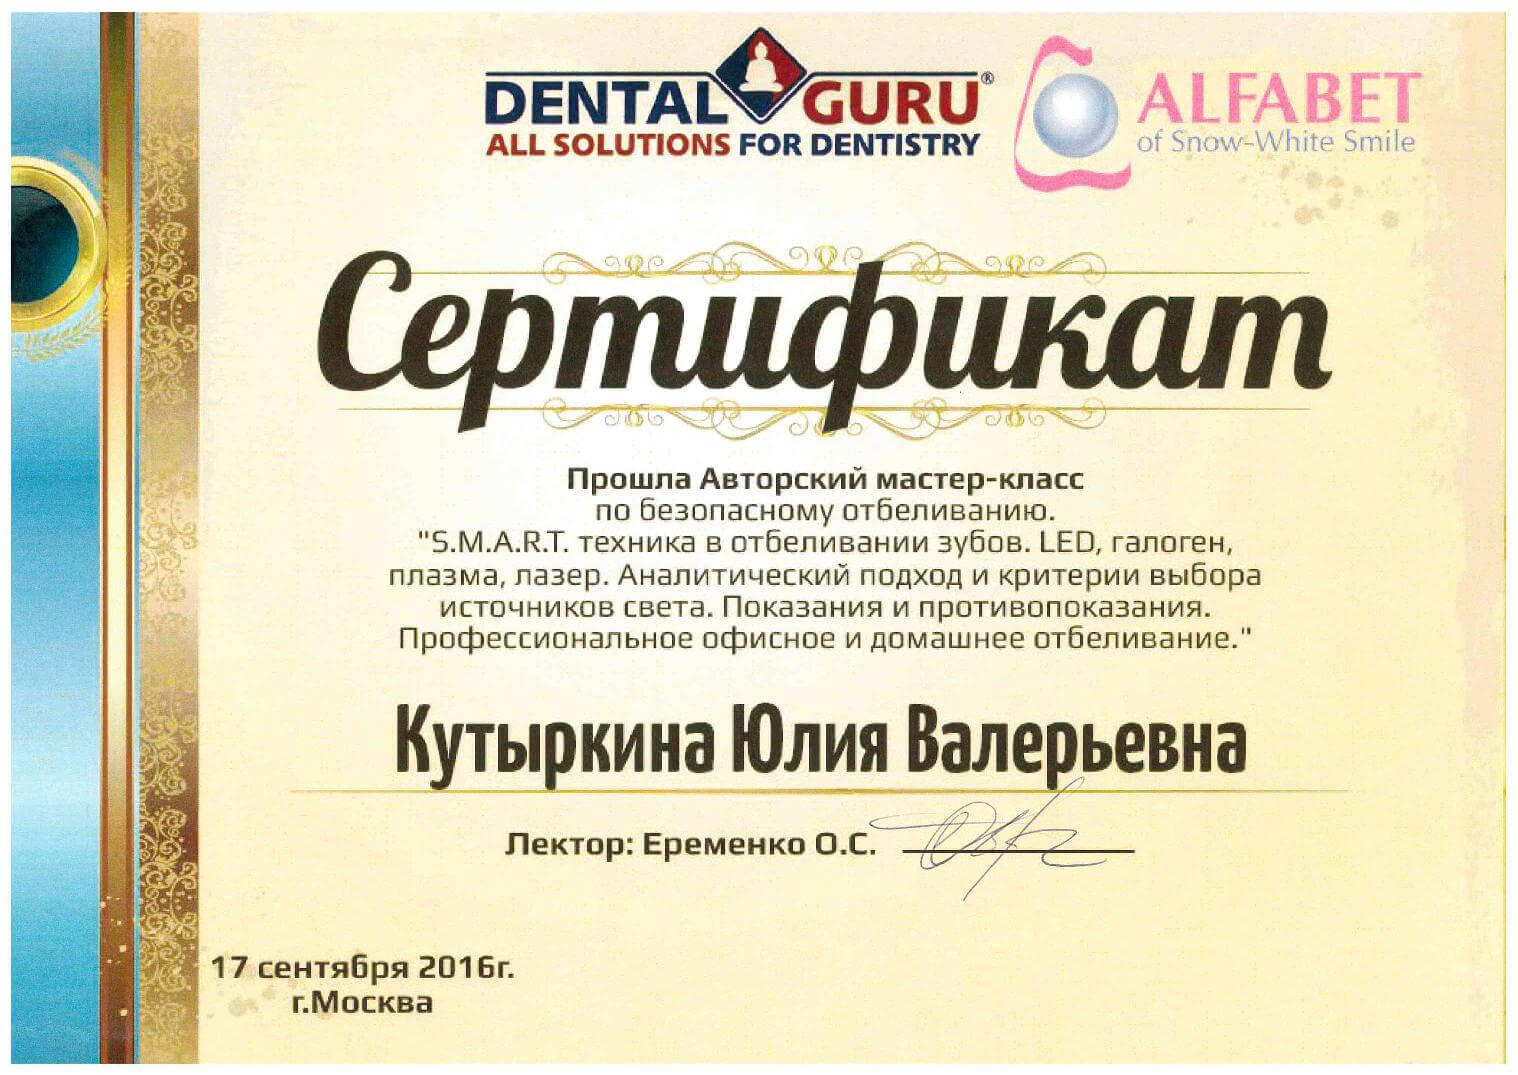 DENTAL GURU®
ALL SOLUTIONS FOR DENTISTRY
ALFABET
of Snow-White Smile
Сертификат
Прошла Авторский мастер-класс
по безопасному отбеливанию.
"S.M.A.R.T. техника в отбеливании зубов. LED, галоген,
плазма, лазер. Аналитический подход и критерии выбора
источников света. Показания и противопоказания.
Профессиональное офисное и домашнее отбеливание."
Кутыркина Юлия Валерьевна
Лектор: Еременко О.С.
17 сентября 2016г.
г.Москва